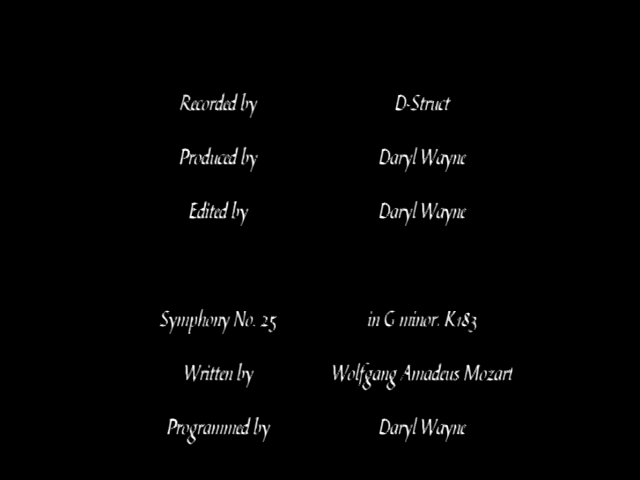 Recorded by D-Struct
Produced by Daryl Wayne
Edited by Daryl Wayne
Symphony No. 25 in G minor, K183
Written by Wolfgang Amadeus Mozart
Programmed by Daryl Wayne